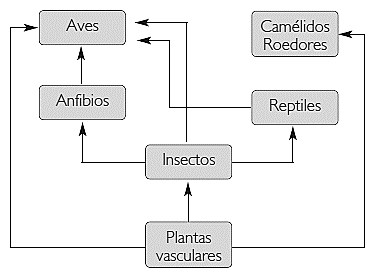 Aves
Camélidos
Roedores
Anfibios
Reptiles
Insectos
Plantas
vasculares